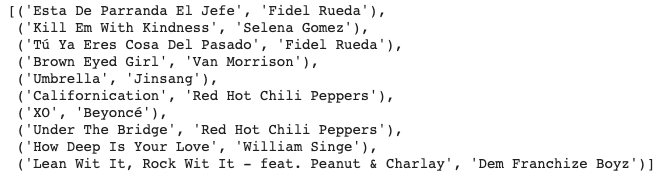 [('Esta De Parranda El Jefe', 'Fidel Rueda'),
('Kill Em With Kindness', 'Selena Gomez'),
('Tú Ya Eres Cosa Del Pasado', 'Fidel Rueda'),
('Brown Eyed Girl', 'Van Morrison'),
('Umbrella', 'Jinsang'),
('Californication', 'Red Hot Chili Peppers'),
('XO', 'Beyoncé'),
('Under The Bridge', 'Red Hot Chili Peppers'),
('How Deep Is Your Love', 'William Singe'),
('Lean Wit It, Rock Wit It - feat. Peanut & Charlay', 'Dem Franchize Boyz')]